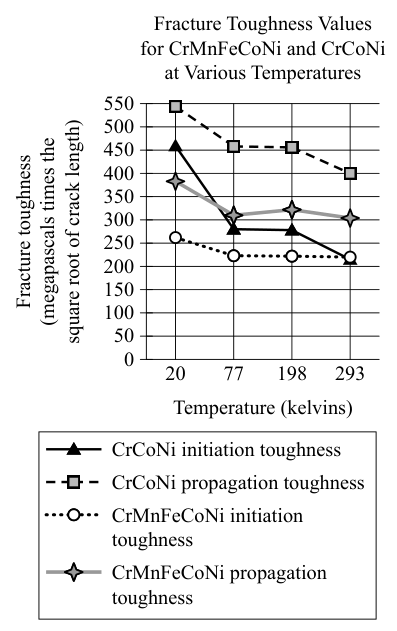 Fracture Toughness Values
for CrMnFeCoNi and CrCoNi
at Various Temperatures
Fracture toughness
(megapascals times the
square root of crack length)
550
500
450
400
350
300
250
200
150
100
50
0
20 77 198 293
Temperature (kelvins)
CrCoNi initiation toughness
CrCoNi propagation toughness
CrMnFeCoNi initiation
toughness
CrMnFeCoNi propagation
toughness